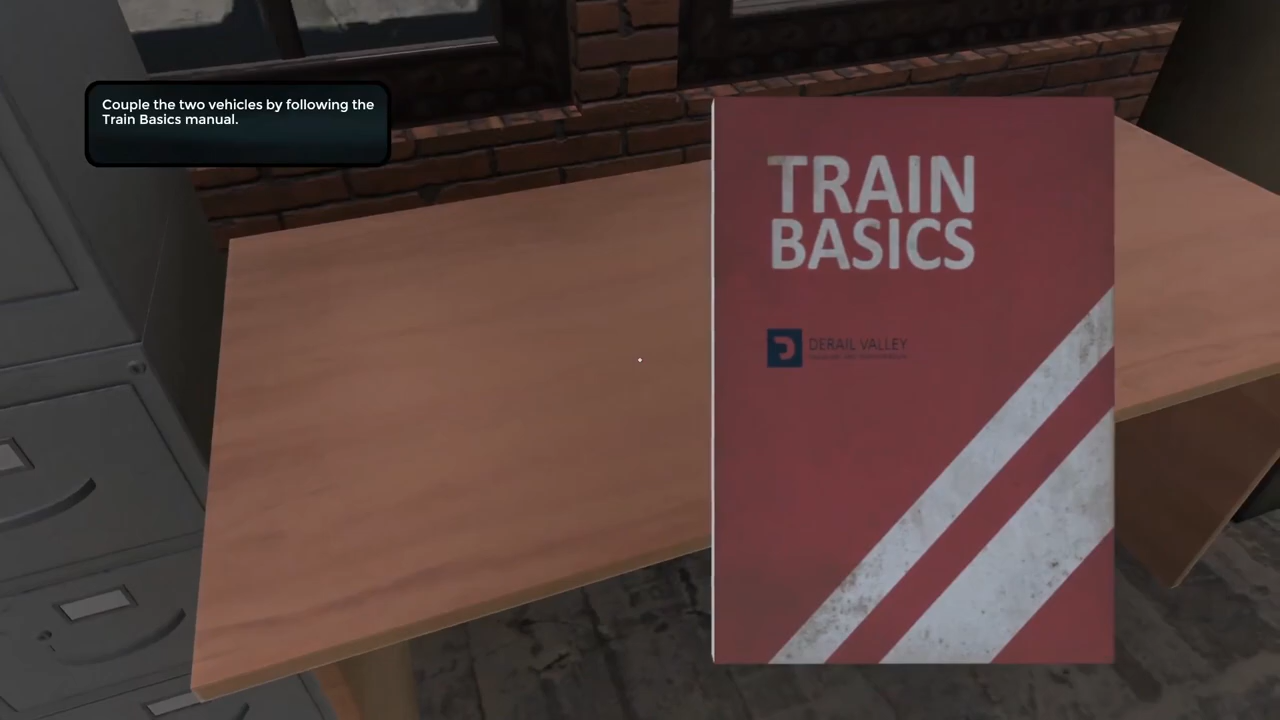 Couple the two vehicles by following the
Train Basics manual.
TRAIN
BASICS
DERAIL VALLEY